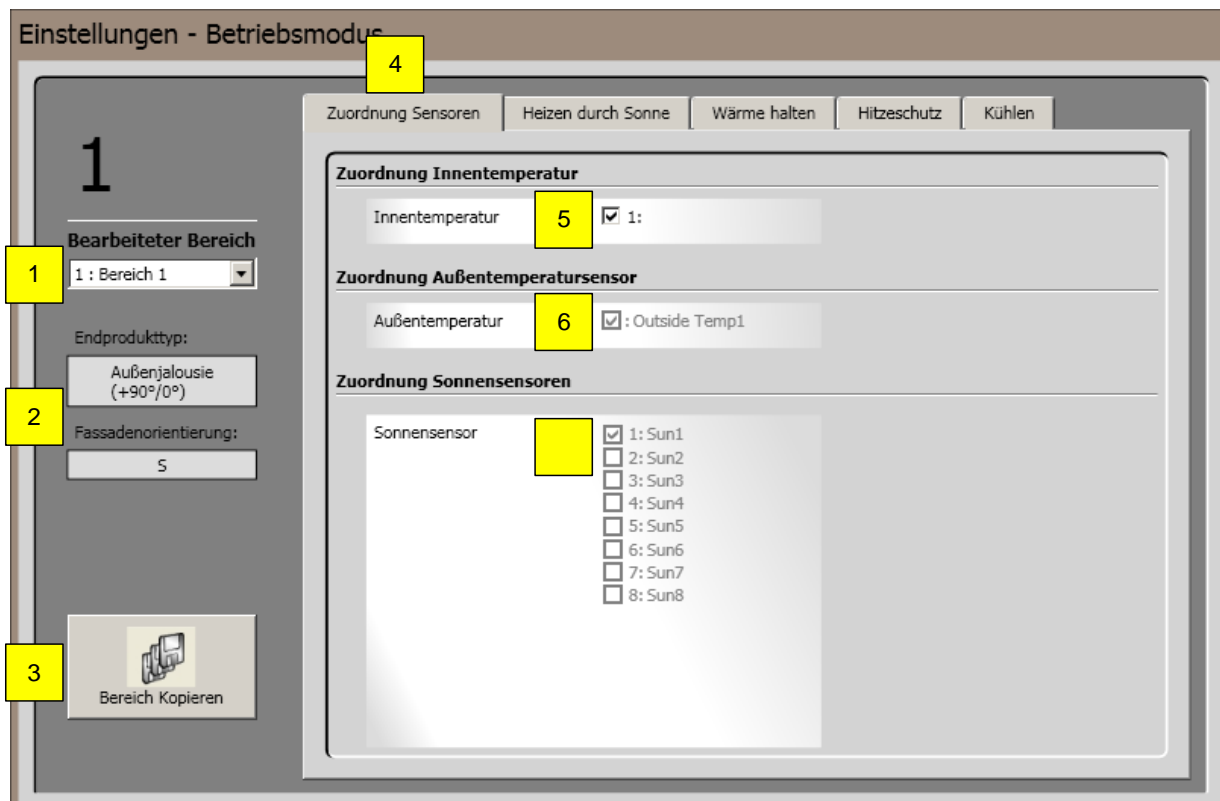 Einstellungen - Betriebsmodus
4
Zuordnung Sensoren
Heizen durch Sonne
Wärme halten
Hitzeschutz
Kühlen
1
Bearbeiteter Bereich
1
1 : Bereich 1
Endprodukttyp:
Außenjalousie
(+90°/0°)
2
Fassadenorientierung:
S
3
Bereich Kopieren
Zuordnung Innentemperatur
Innentemperatur
5
1:
Zuordnung Außentemperatursensor
Außentemperatur
6
: Outside Temp1
Zuordnung Sonnensensoren
Sonnensensor
1: Sun1
2: Sun2
3: Sun3
4: Sun4
5: Sun5
6: Sun6
7: Sun7
8: Sun8